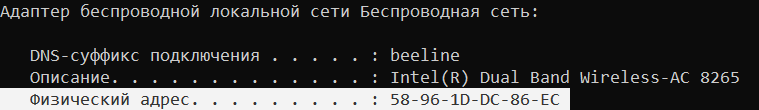 Адаптер беспроводной локальной сети Беспроводная сеть:
DNS-суффикс подключения . . . . . : beeline
Описание. . . . . . . . . . . . . : Intel(R) Dual Band Wireless-AC 8265
Физический адрес. . . . . . . . . : 58-96-1D-DC-86-EC